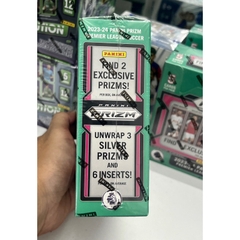 2023-24 PANINI PRIZM
PREMIER LEAGUE SOCCER
PANINI
FIND 2
EXCLUSIVE
PRIZMS!
PANINI
PRIZM
UNWRAP 3
SILVER
PRIZMS
AND
6 INSERTS!